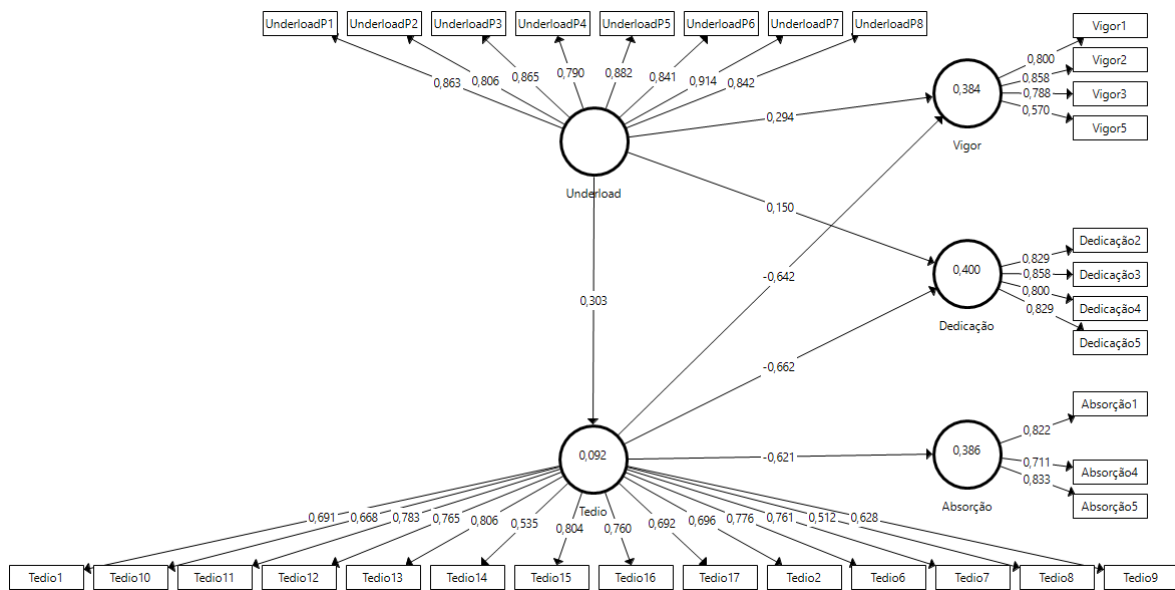 UnderloadP1 UnderloadP2 UnderloadP3 UnderloadP4 UnderloadP5 UnderloadP6 UnderloadP7 UnderloadP8
0,863 0,806 0,865 0,790 0,882 0,841 0,914 0,842
Underload
0,294
0,150
-0,642
0,303
-0,662
-0,621
0,384
Vigor
0,800
0,858
0,788
0,570
Vigor1
Vigor2
Vigor3
Vigor5
0,400
Dedicação
0,829
0,858
0,800
0,829
Dedicação2
Dedicação3
Dedicação4
Dedicação5
0,386
Absorção
0,822
0,711
0,833
Absorção1
Absorção4
Absorção5
0,092
Tedio
0,691 0,668 0,783 0,765 0,806 0,535 0,804 0,760 0,692 0,696 0,776 0,761 0,512 0,628
Tedio1 Tedio10 Tedio11 Tedio12 Tedio13 Tedio14 Tedio15 Tedio16 Tedio17 Tedio2 Tedio6 Tedio7 Tedio8 Tedio9